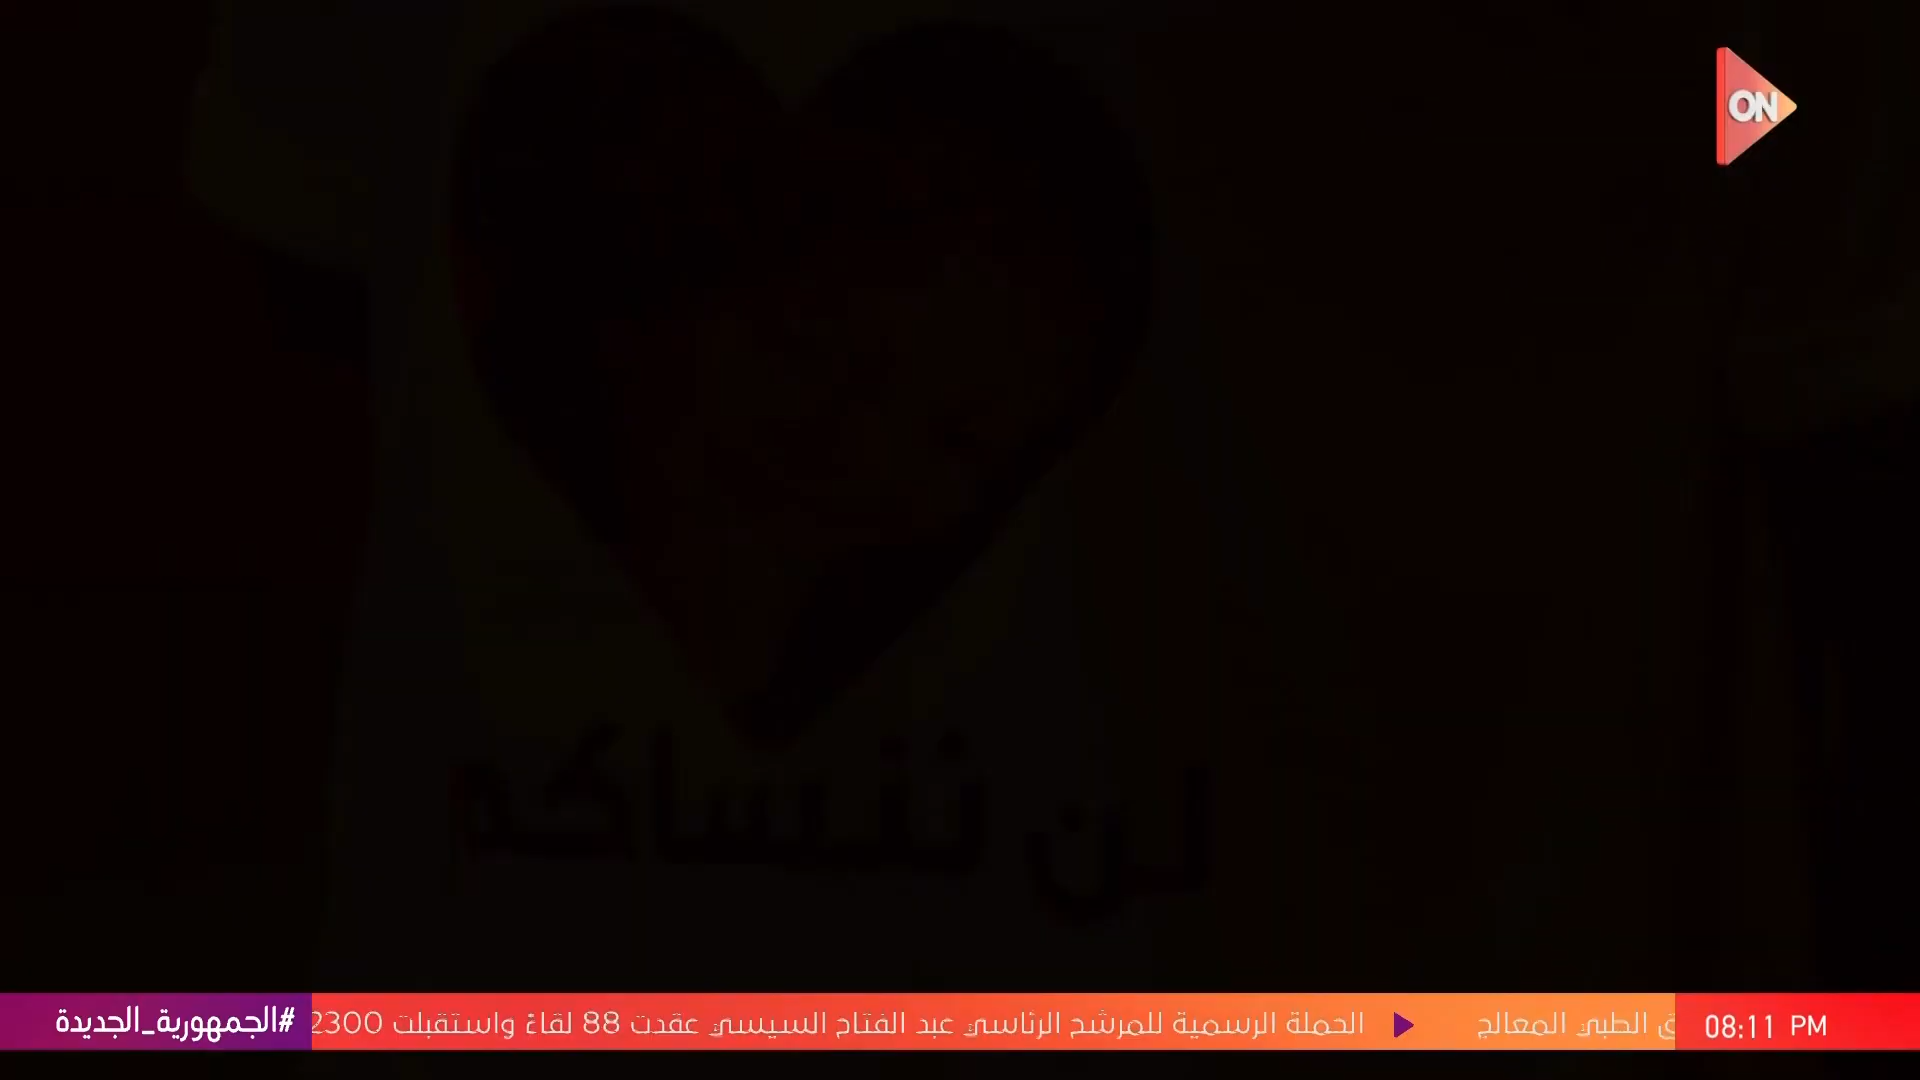 ON
لن ننساكم
#الجمهورية_الجديدة
الطبي المعالج
الحملة الرسمية للمرشح الرئاسي عبد الفتاح السيسي عقدت 88 لقاءً واستقبلت 2300
08:11 PM